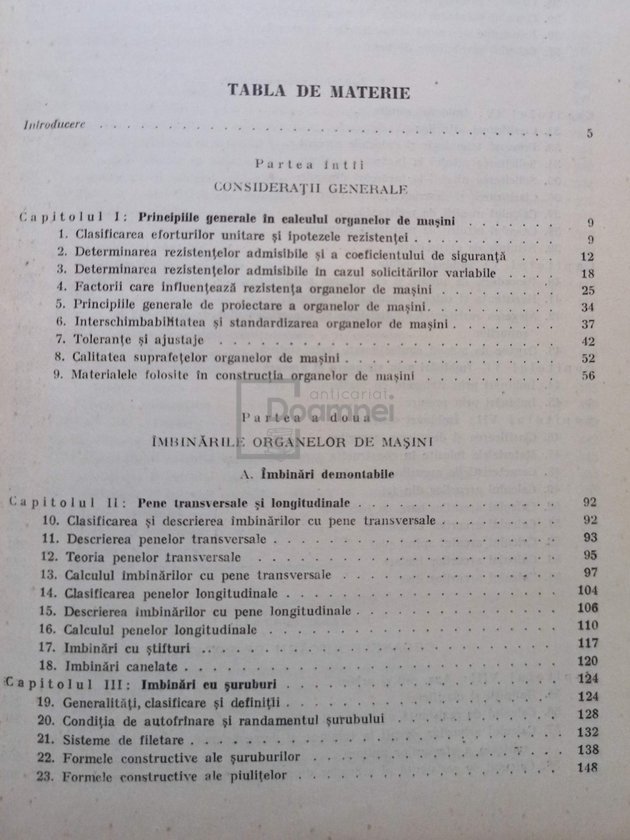 TABLA DE MATERIE
Introducere . . . . . . . . . . 5
Partea întîi
CONSIDERAȚII GENERALE
Capitolul I: Principiile generale în calculul organelor de mașini . . . . . 9
1. Clasificarea eforturilor unitare și ipotezele rezistenței . . . . . 9
2. Determinarea rezistențelor admisibile și a coeficientului de siguranță . . . 12
3. Determinarea rezistențelor admisibile în cazul solicitărilor variabile . . . . 18
4. Factorii care influențează rezistența organelor de mașini . . . . . 25
5. Principiile generale de proiectare a organelor de mașini . . . . . 34
6. Interschimbabilitatea și standardizarea organelor de mașini . . . . . 37
7. Toleranțe și ajustaje . . . . . 42
8. Calitatea suprafețelor organelor de mașini . . . . . 52
9. Materialele folosite în construcția organelor de mașini . . . . . 56
anticariat
Doamnei
Partea a doua
ÎMBINĂRILE ORGANELOR DE MAȘINI
A. Îmbinări demontabile
Capitolul II: Pene transversale și longitudinale . . . . . 92
10. Clasificarea și descrierea îmbinărilor cu pene transversale . . . . . 92
11. Descrierea penelor transversale . . . . . 93
12. Teoria penelor transversale . . . . . 95
13. Calculul îmbinărilor cu pene transversale . . . . . 97
14. Clasificarea penelor longitudinale . . . . . 104
15. Descrierea îmbinărilor cu pene longitudinale . . . . . 106
16. Calculul penelor longitudinale . . . . . 110
17. Imbinări cu știfturi . . . . . 117
18. Imbinări canelate . . . . . 120
Capitolul III: Imbinări cu șuruburi . . . . . 124
19. Generalități, clasificare și definiții . . . . . 124
20. Condiția de autofrînare și randamentul șurubului . . . . . 128
21. Sisteme de filetare . . . . . 132
22. Formele constructive ale șuruburilor . . . . . 138
23. Formele constructive ale piulițelor . . . . . 148